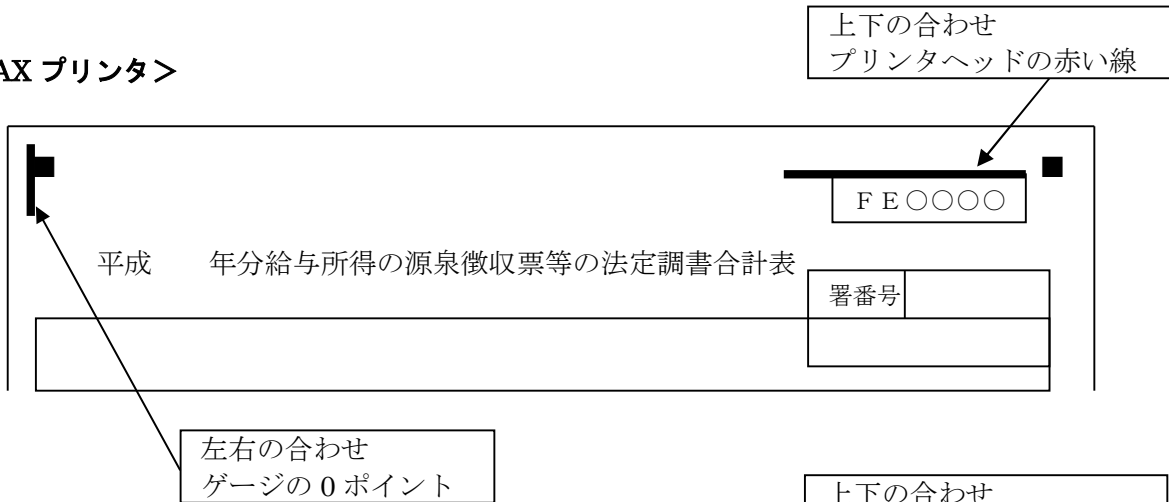 上下の合わせ
プリンタヘッドの赤い線
AX プリンタ＞
ＦＥ○○○○
平成　　年分給与所得の源泉徴収票等の法定調書合計表
署番号
左右の合わせ
ゲージの 0 ポイント
上下の合わせ